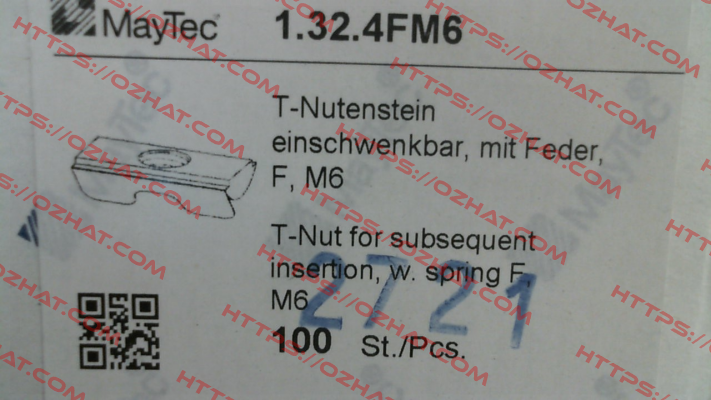 MayTec 1.32.4FM6
T-Nutenstein
einschwenkbar, mit Feder,
F, M6
T-Nut for subsequent
insertion, w. spring F,
M6
2721
100 St./Pcs.
HTTPS://OZHAT.COM